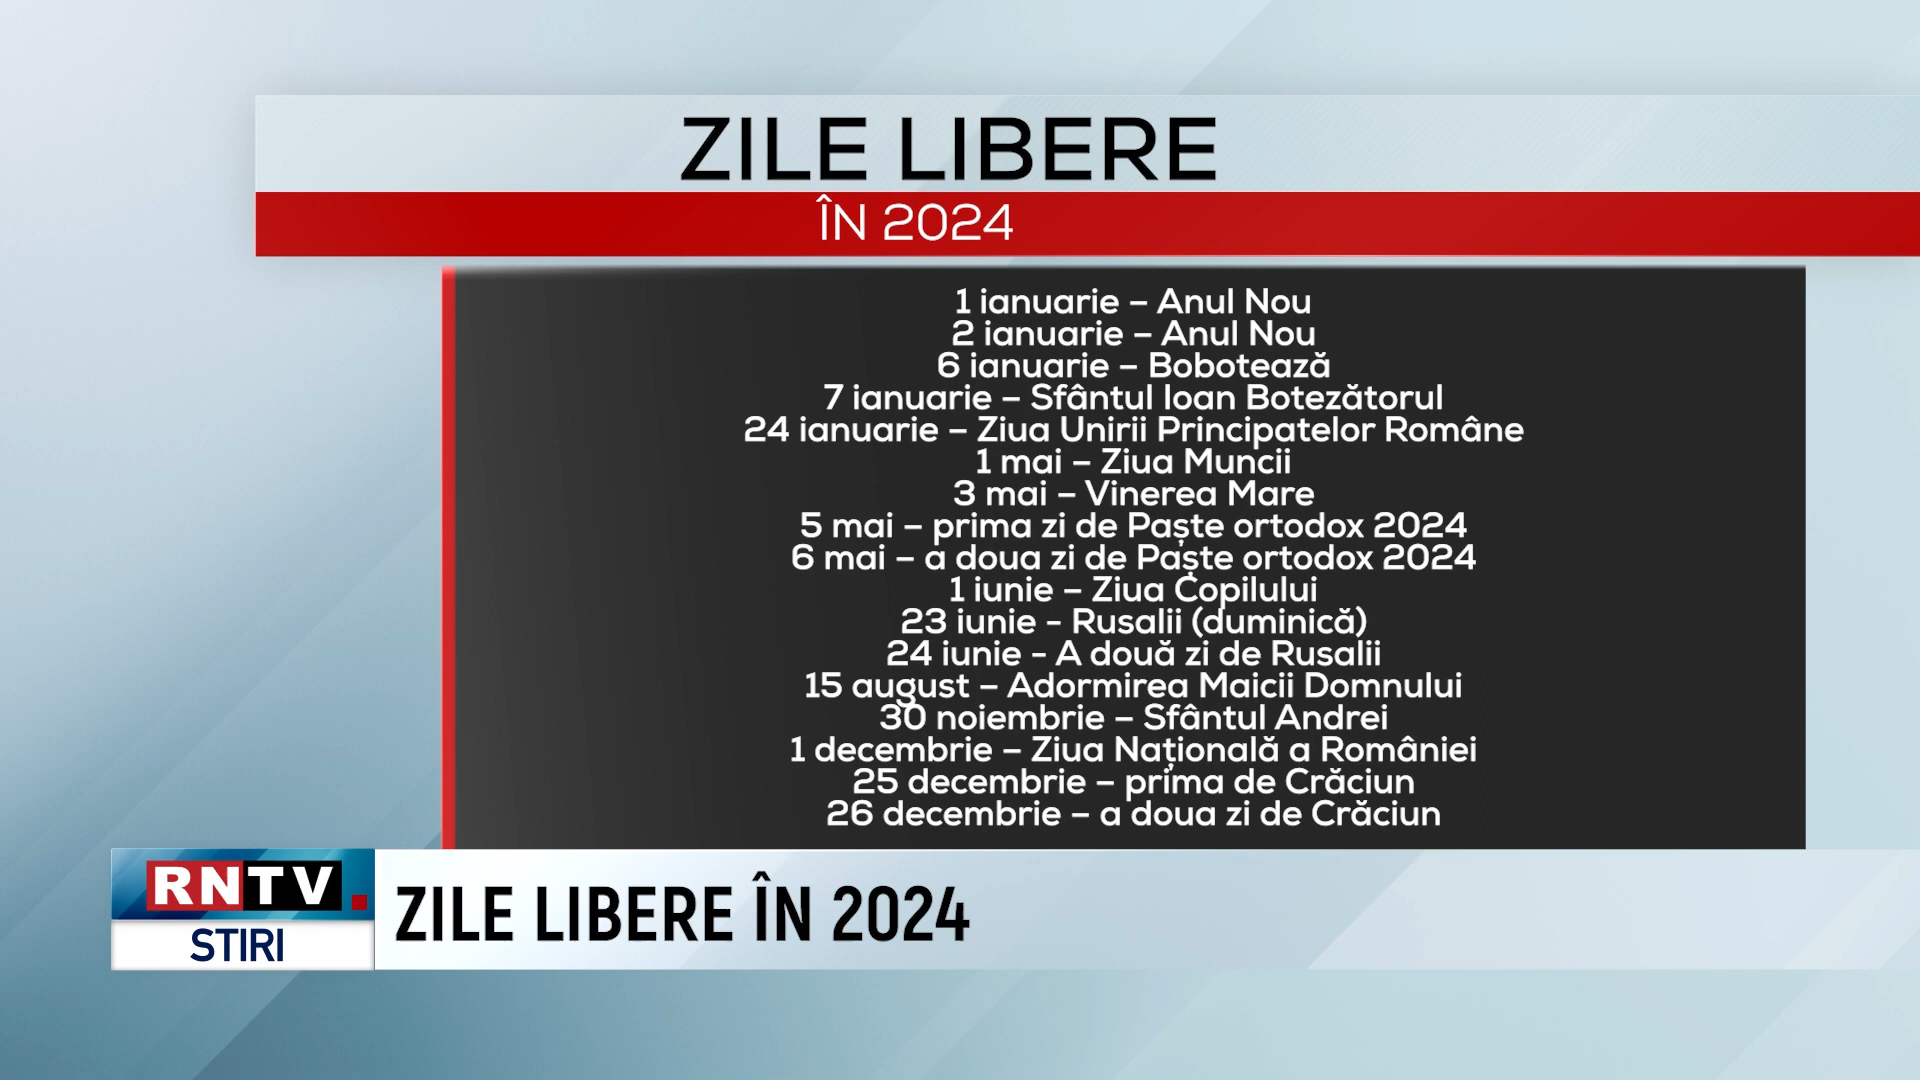 ZILE LIBERE
ÎN 2024
1 ianuarie – Anul Nou
2 ianuarie – Anul Nou
6 ianuarie – Bobotează
7 ianuarie – Sfântul Ioan Botezătorul
24 ianuarie – Ziua Unirii Principatelor Române
1 mai – Ziua Muncii
3 mai – Vinerea Mare
5 mai – prima zi de Paște ortodox 2024
6 mai – a doua zi de Paște ortodox 2024
1 iunie – Ziua Copilului
23 iunie - Rusalii (duminică)
24 iunie - A două zi de Rusalii
15 august – Adormirea Maicii Domnului
30 noiembrie – Sfântul Andrei
1 decembrie – Ziua Națională a României
25 decembrie – prima de Crăciun
26 decembrie – a doua zi de Crăciun
RNTV.
STIRI
ZILE LIBERE ÎN 2024